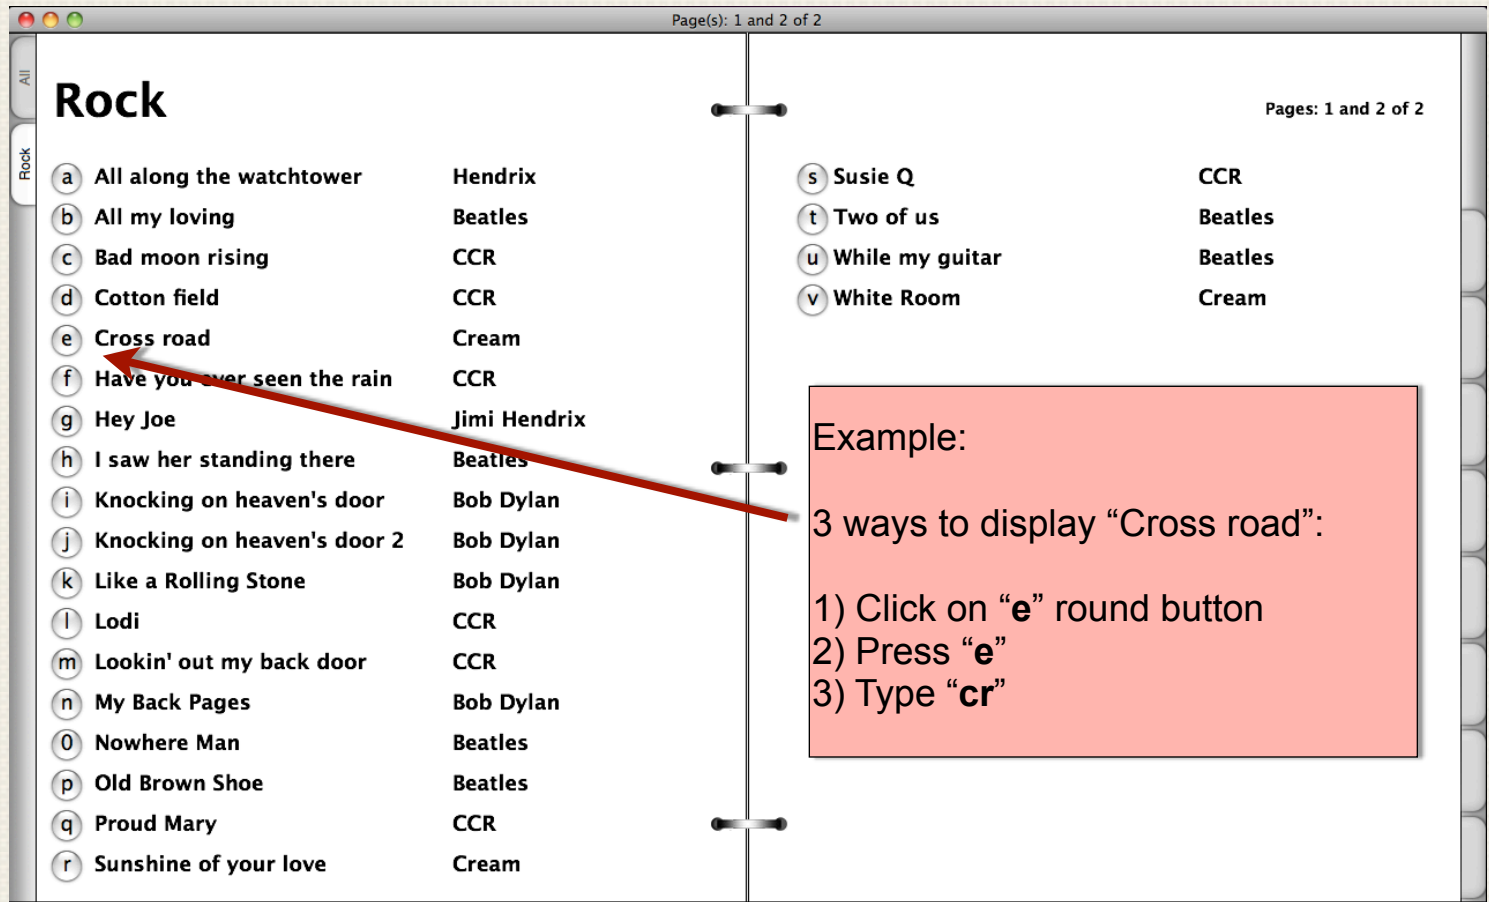 Page(s): 1 and 2 of 2
All
Rock
Rock
Pages: 1 and 2 of 2
a All along the watchtower Hendrix
b All my loving Beatles
c Bad moon rising CCR
d Cotton field CCR
e Cross road Cream
f Have you ever seen the rain CCR
g Hey Joe Jimi Hendrix
h I saw her standing there Beatles
i Knocking on heaven's door Bob Dylan
j Knocking on heaven's door 2 Bob Dylan
k Like a Rolling Stone Bob Dylan
l Lodi CCR
m Lookin' out my back door CCR
n My Back Pages Bob Dylan
0 Nowhere Man Beatles
p Old Brown Shoe Beatles
q Proud Mary CCR
r Sunshine of your love Cream
s Susie Q CCR
t Two of us Beatles
u While my guitar Beatles
v White Room Cream
Example:
3 ways to display “Cross road”:
1) Click on “e” round button
2) Press “e”
3) Type “cr”